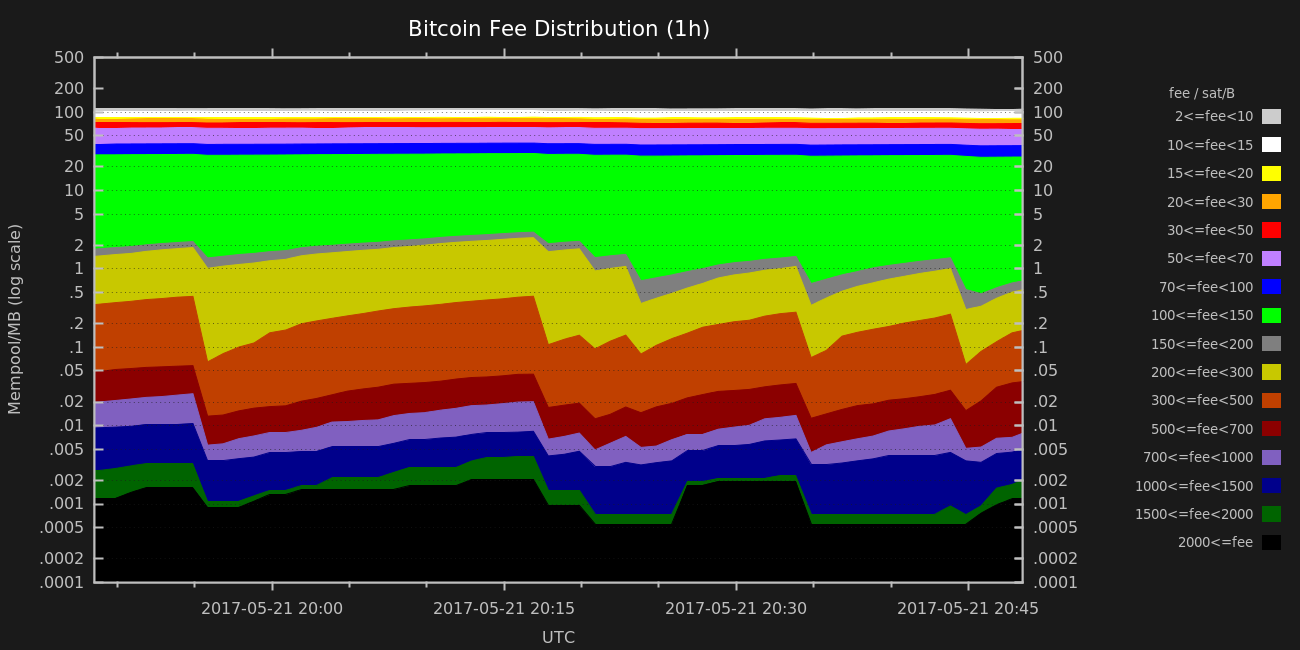 Bitcoin Fee Distribution (1h)
500
200
100
50
20
10
5
2
1
.5
.2
.1
.05
.02
.01
.005
.002
.001
.0005
.0002
.0001
Mempool/MB (log scale)
500
200
100
50
20
10
5
2
1
.5
.2
.1
.05
.02
.01
.005
.002
.001
.0005
.0002
.0001
fee / sat/B
2<=fee<10
10<=fee<15
15<=fee<20
20<=fee<30
30<=fee<50
50<=fee<70
70<=fee<100
100<=fee<150
150<=fee<200
200<=fee<300
300<=fee<500
500<=fee<700
700<=fee<1000
1000<=fee<1500
1500<=fee<2000
2000<=fee
2017-05-21 20:00 2017-05-21 20:15 2017-05-21 20:30 2017-05-21 20:45
UTC